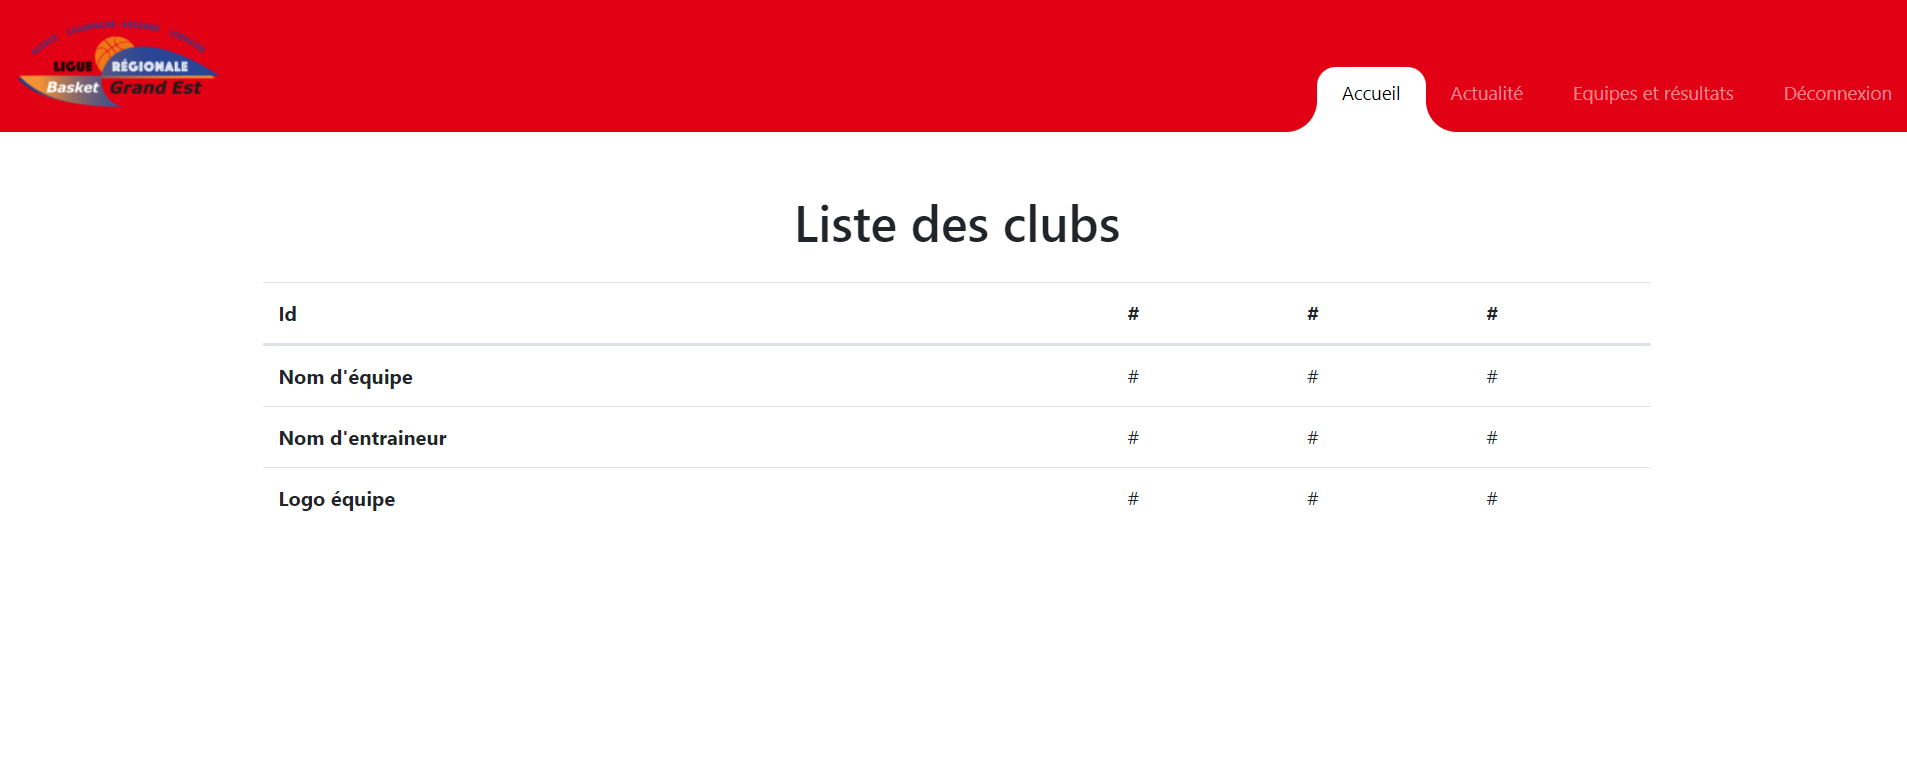 LIGUE RÉGIONALE
Basket Grand Est
Accueil Actualité Equipes et résultats Déconnexion
Liste des clubs
Id # # #
Nom d'équipe # # #
Nom d'entraineur # # #
Logo équipe # # #